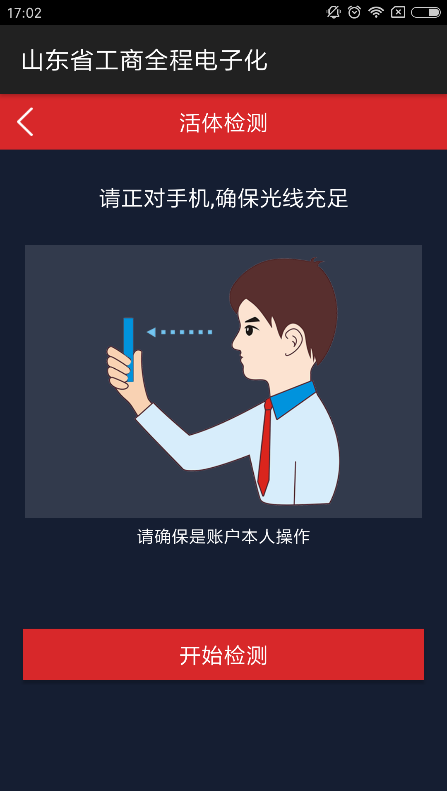 17:02
山东省工商全程电子化
活体检测
请正对手机,确保光线充足
请确保是账户本人操作
开始检测